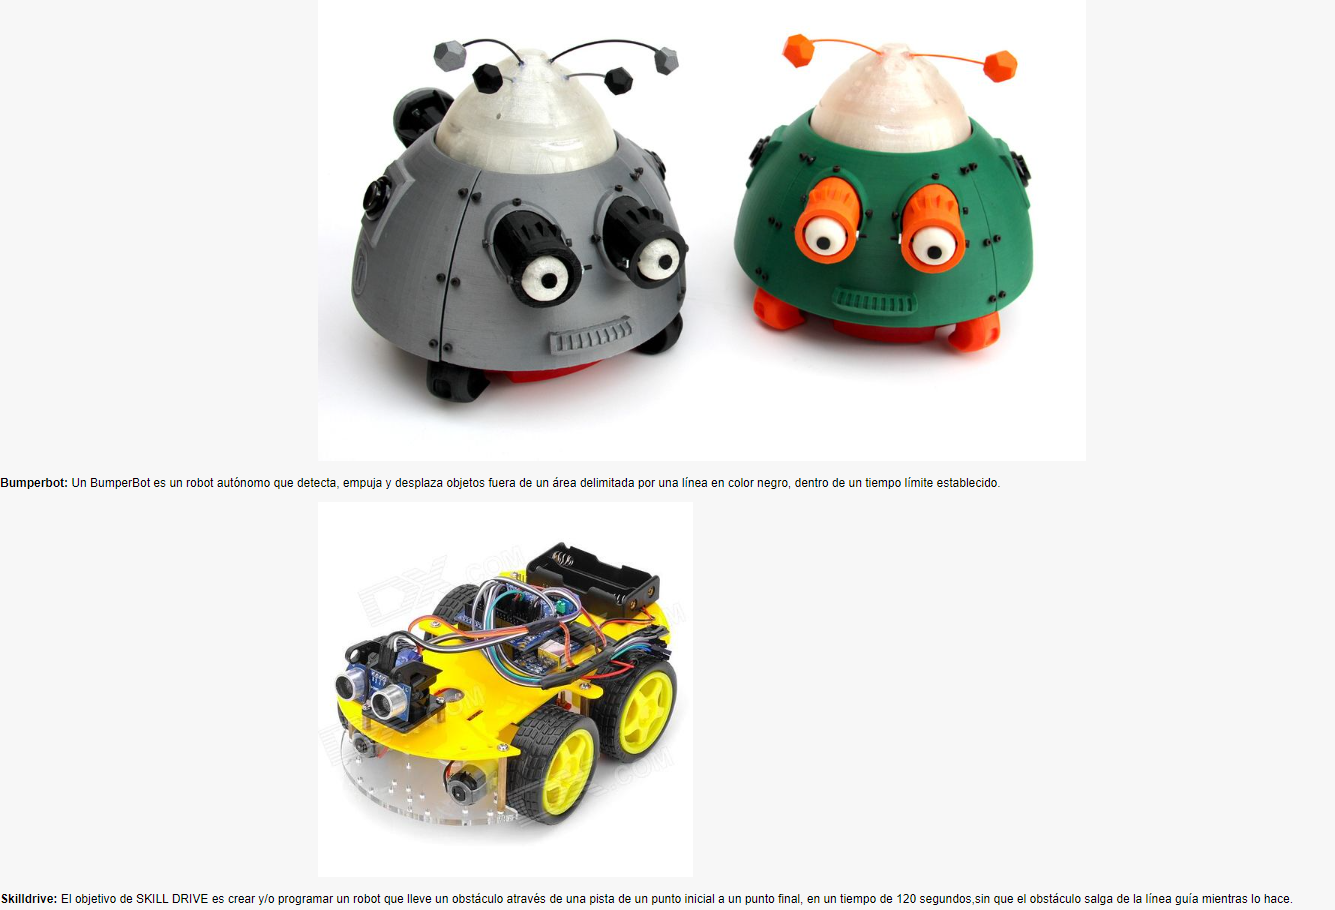 Bumperbot: Un BumperBot es un robot autónomo que detecta, empuja y desplaza objetos fuera de un área delimitada por una línea en color negro, dentro de un tiempo límite establecido.
DX.COM
Skilldrive: El objetivo de SKILL DRIVE es crear y/o programar un robot que lleve un obstáculo através de una pista de un punto inicial a un punto final, en un tiempo de 120 segundos,sin que el obstáculo salga de la línea guía mientras lo hace.